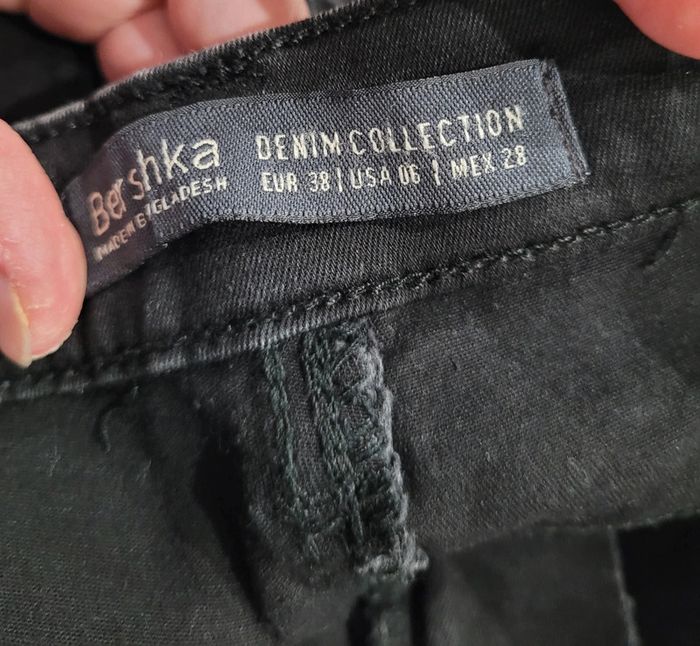 Bershka
MADE IN BANGLADESH
DENIM COLLECTION
EUR 38 | USA 06 | MEX 28